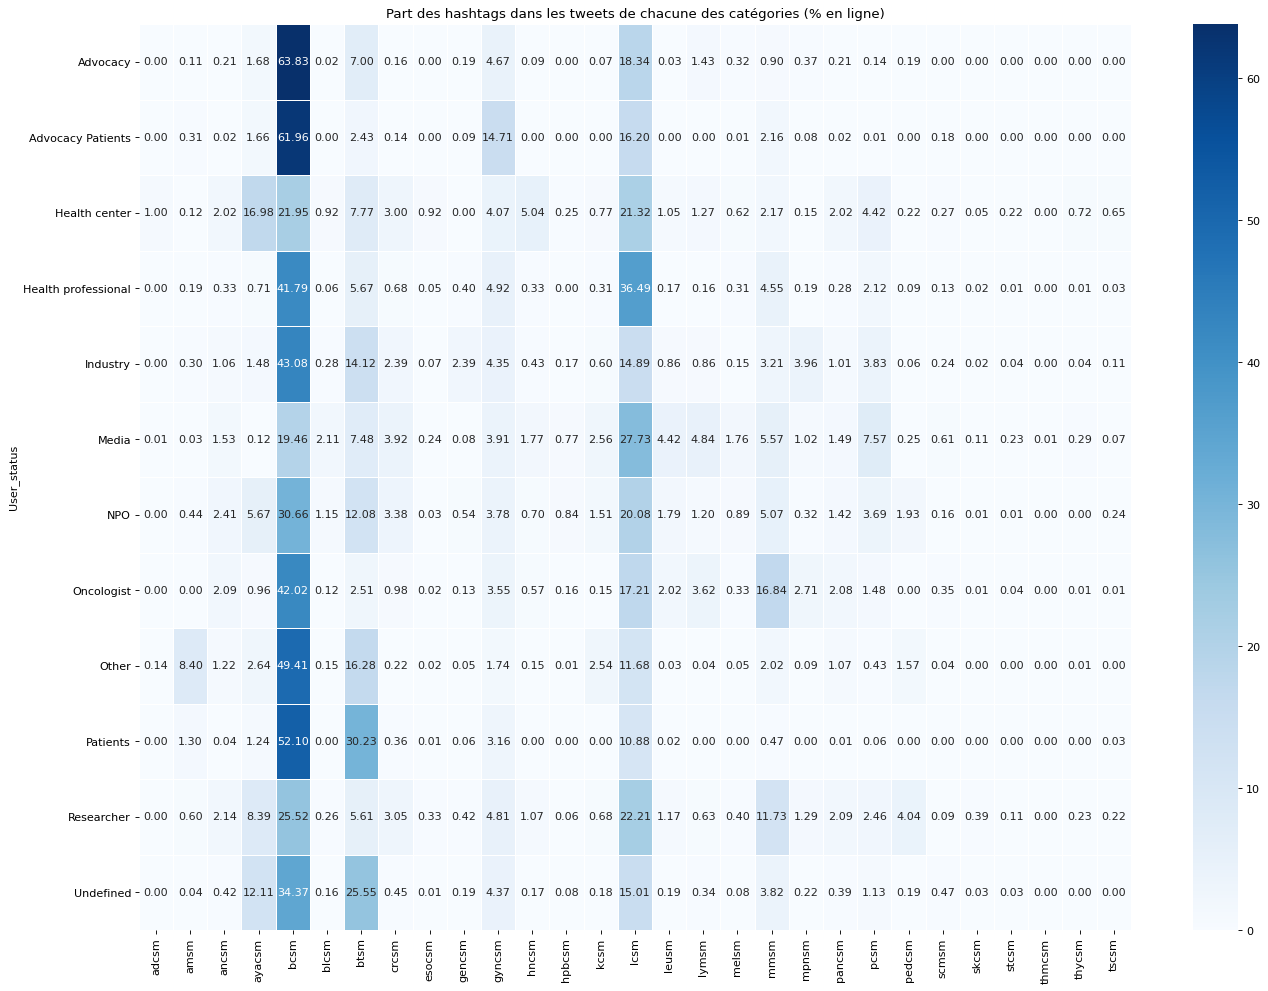 Part des hashtags dans les tweets de chacune des catégories (% en ligne)
User_status
Advocacy 0.00 0.11 0.21 1.68 63.83 0.02 7.00 0.16 0.00 0.19 4.67 0.09 0.00 0.07 18.34 0.03 1.43 0.32 0.90 0.37 0.21 0.14 0.19 0.00 0.00 0.00 0.00 0.00 0.00
Advocacy Patients 0.00 0.31 0.02 1.66 61.96 0.00 2.43 0.14 0.00 0.09 14.71 0.00 0.00 0.00 16.20 0.00 0.00 0.01 2.16 0.08 0.02 0.01 0.00 0.18 0.00 0.00 0.00 0.00 0.00
Health center 1.00 0.12 2.02 16.98 21.95 0.92 7.77 3.00 0.92 0.00 4.07 5.04 0.25 0.77 21.32 1.05 1.27 0.62 2.17 0.15 2.02 4.42 0.22 0.27 0.05 0.22 0.00 0.72 0.65
Health professional 0.00 0.19 0.33 0.71 41.79 0.06 5.67 0.68 0.05 0.40 4.92 0.33 0.00 0.31 36.49 0.17 0.16 0.31 4.55 0.19 0.28 2.12 0.09 0.13 0.02 0.01 0.00 0.01 0.03
Industry 0.00 0.30 1.06 1.48 43.08 0.28 14.12 2.39 0.07 2.39 4.35 0.43 0.17 0.60 14.89 0.86 0.86 0.15 3.21 3.96 1.01 3.83 0.06 0.24 0.02 0.04 0.00 0.04 0.11
Media 0.01 0.03 1.53 0.12 19.46 2.11 7.48 3.92 0.24 0.08 3.91 1.77 0.77 2.56 27.73 4.42 4.84 1.76 5.57 1.02 1.49 7.57 0.25 0.61 0.11 0.23 0.01 0.29 0.07
NPO 0.00 0.44 2.41 5.67 30.66 1.15 12.08 3.38 0.03 0.54 3.78 0.70 0.84 1.51 20.08 1.79 1.20 0.89 5.07 0.32 1.42 3.69 1.93 0.16 0.01 0.01 0.00 0.00 0.24
Oncologist 0.00 0.00 2.09 0.96 42.02 0.12 2.51 0.98 0.02 0.13 3.55 0.57 0.16 0.15 17.21 2.02 3.62 0.33 16.84 2.71 2.08 1.48 0.00 0.35 0.01 0.04 0.00 0.01 0.01
Other 0.14 8.40 1.22 2.64 49.41 0.15 16.28 0.22 0.02 0.05 1.74 0.15 0.01 2.54 11.68 0.03 0.04 0.05 2.02 0.09 1.07 0.43 1.57 0.04 0.00 0.00 0.00 0.01 0.00
Patients 0.00 1.30 0.04 1.24 52.10 0.00 30.23 0.36 0.01 0.06 3.16 0.00 0.00 0.00 10.88 0.02 0.00 0.00 0.47 0.00 0.01 0.06 0.00 0.00 0.00 0.00 0.00 0.00 0.03
Researcher 0.00 0.60 2.14 8.39 25.52 0.26 5.61 3.05 0.33 0.42 4.81 1.07 0.06 0.68 22.21 1.17 0.63 0.40 11.73 1.29 2.09 2.46 4.04 0.09 0.39 0.11 0.00 0.23 0.22
Undefined 0.00 0.04 0.42 12.11 34.37 0.16 25.55 0.45 0.01 0.19 4.37 0.17 0.08 0.18 15.01 0.19 0.34 0.08 3.82 0.22 0.39 1.13 0.19 0.47 0.03 0.03 0.00 0.00 0.00
adcsm amsm ancsm ayacsm bcsm blcsm btsm crcsm esocsm gencsm gyncsm hncsm hpbcsm kcsm lcsm leusm lymsm melsm mmsm mpnsm pancsm pcsm pedcsm scmsm skcsm stcsm thmcsm thycsm tscsm
60
50
40
30
20
10
0